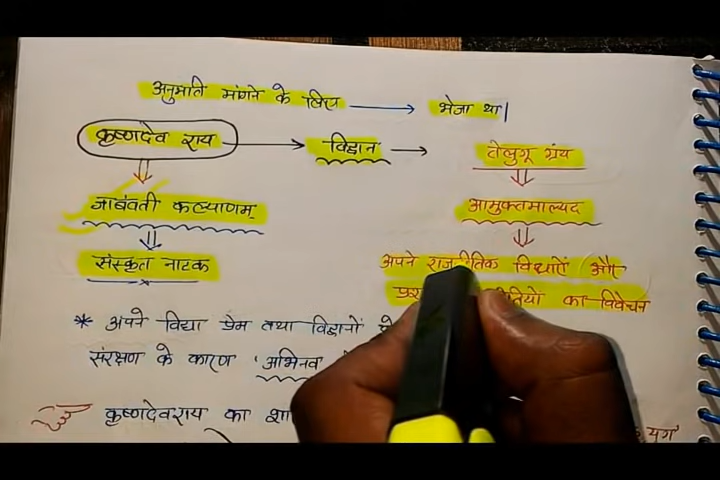 अनुमति मांगने के लिए → भेजा था|
कृष्णदेव राय → विद्वान → तेलुगू ग्रंथ
जाबंवती कल्याणम् आमुक्तमाल्यद
संस्कृत नाटक अपने राजनीतिक विचारों और
का विवेचन
* अपने विद्या प्रेम तथा विद्वानों
संरक्षण के कारण 'अभिनव
कृष्णदेवराय का